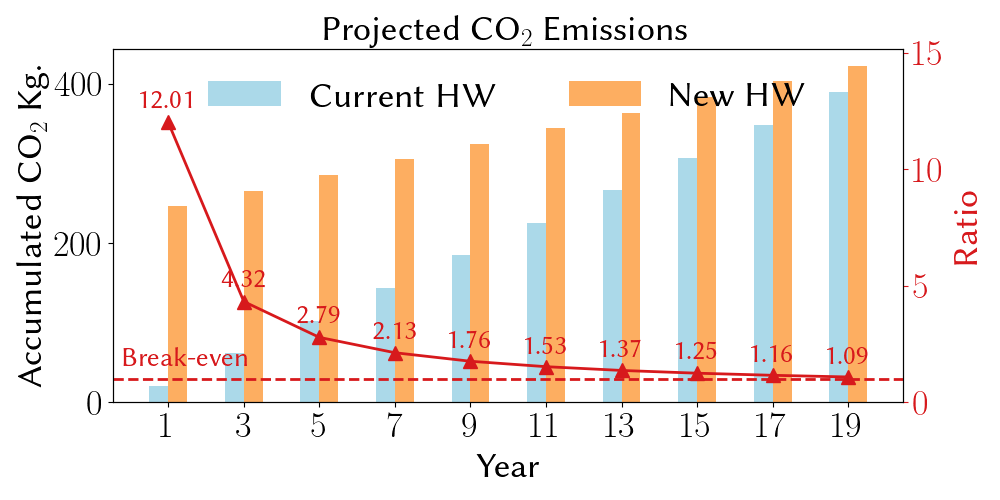 Projected CO₂ Emissions
Accumulated CO₂ Kg.
400
200
0
Current HW
New HW
12.01
4.32
2.79
2.13
1.76
1.53
1.37
1.25
1.16
1.09
Break-even
15
10
5
0
Ratio
1 3 5 7 9 11 13 15 17 19
Year